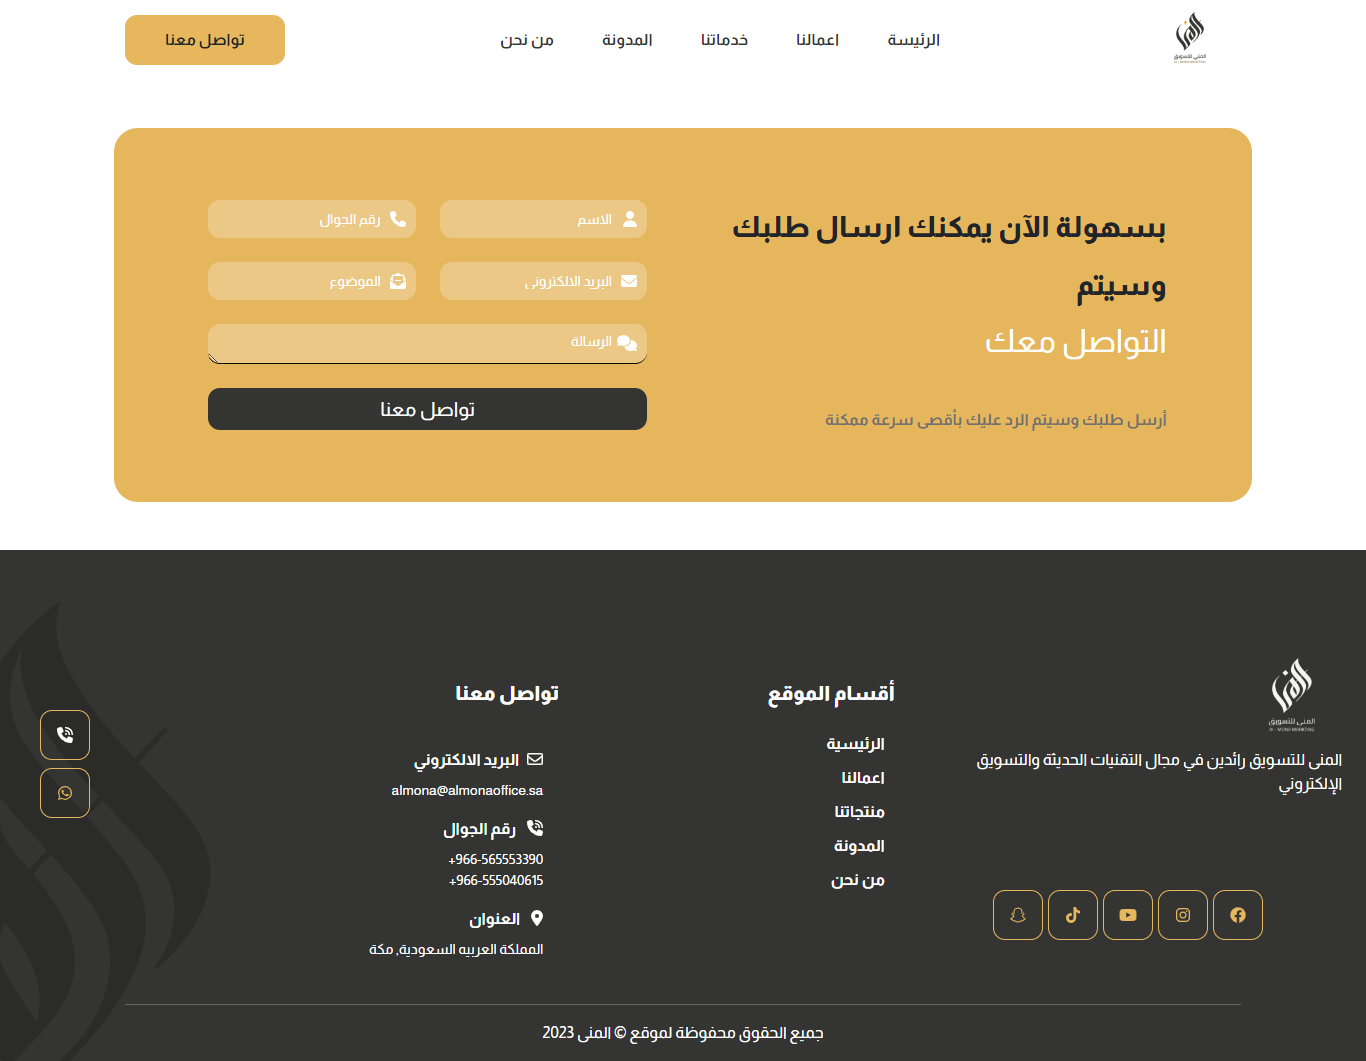 المنى للتسويق
AL - MONA MARKETING
الرئيسة
اعمالنا
خدماتنا
المدونة
من نحن
تواصل معنا
بسهولة الآن يمكنك ارسال طلبك
وسيتم
التواصل معك
أرسل طلبك وسيتم الرد عليك بأقصى سرعة ممكنة
الاسم
رقم الجوال
البريد الالكتروني
الموضوع
الرسالة
تواصل معنا
المنى للتسويق
AL - MONA MARKETING
المنى للتسويق رائدين في مجال التقنيات الحديثة والتسويق
الإلكتروني
أقسام الموقع
الرئيسية
اعمالنا
منتجاتنا
المدونة
من نحن
تواصل معنا
البريد الالكتروني
almona@almonaoffice.sa
رقم الجوال
+966-565553390
+966-555040615
العنوان
المملكة العربيه السعودية, مكة
جميع الحقوق محفوظة لموقع © المنى 2023